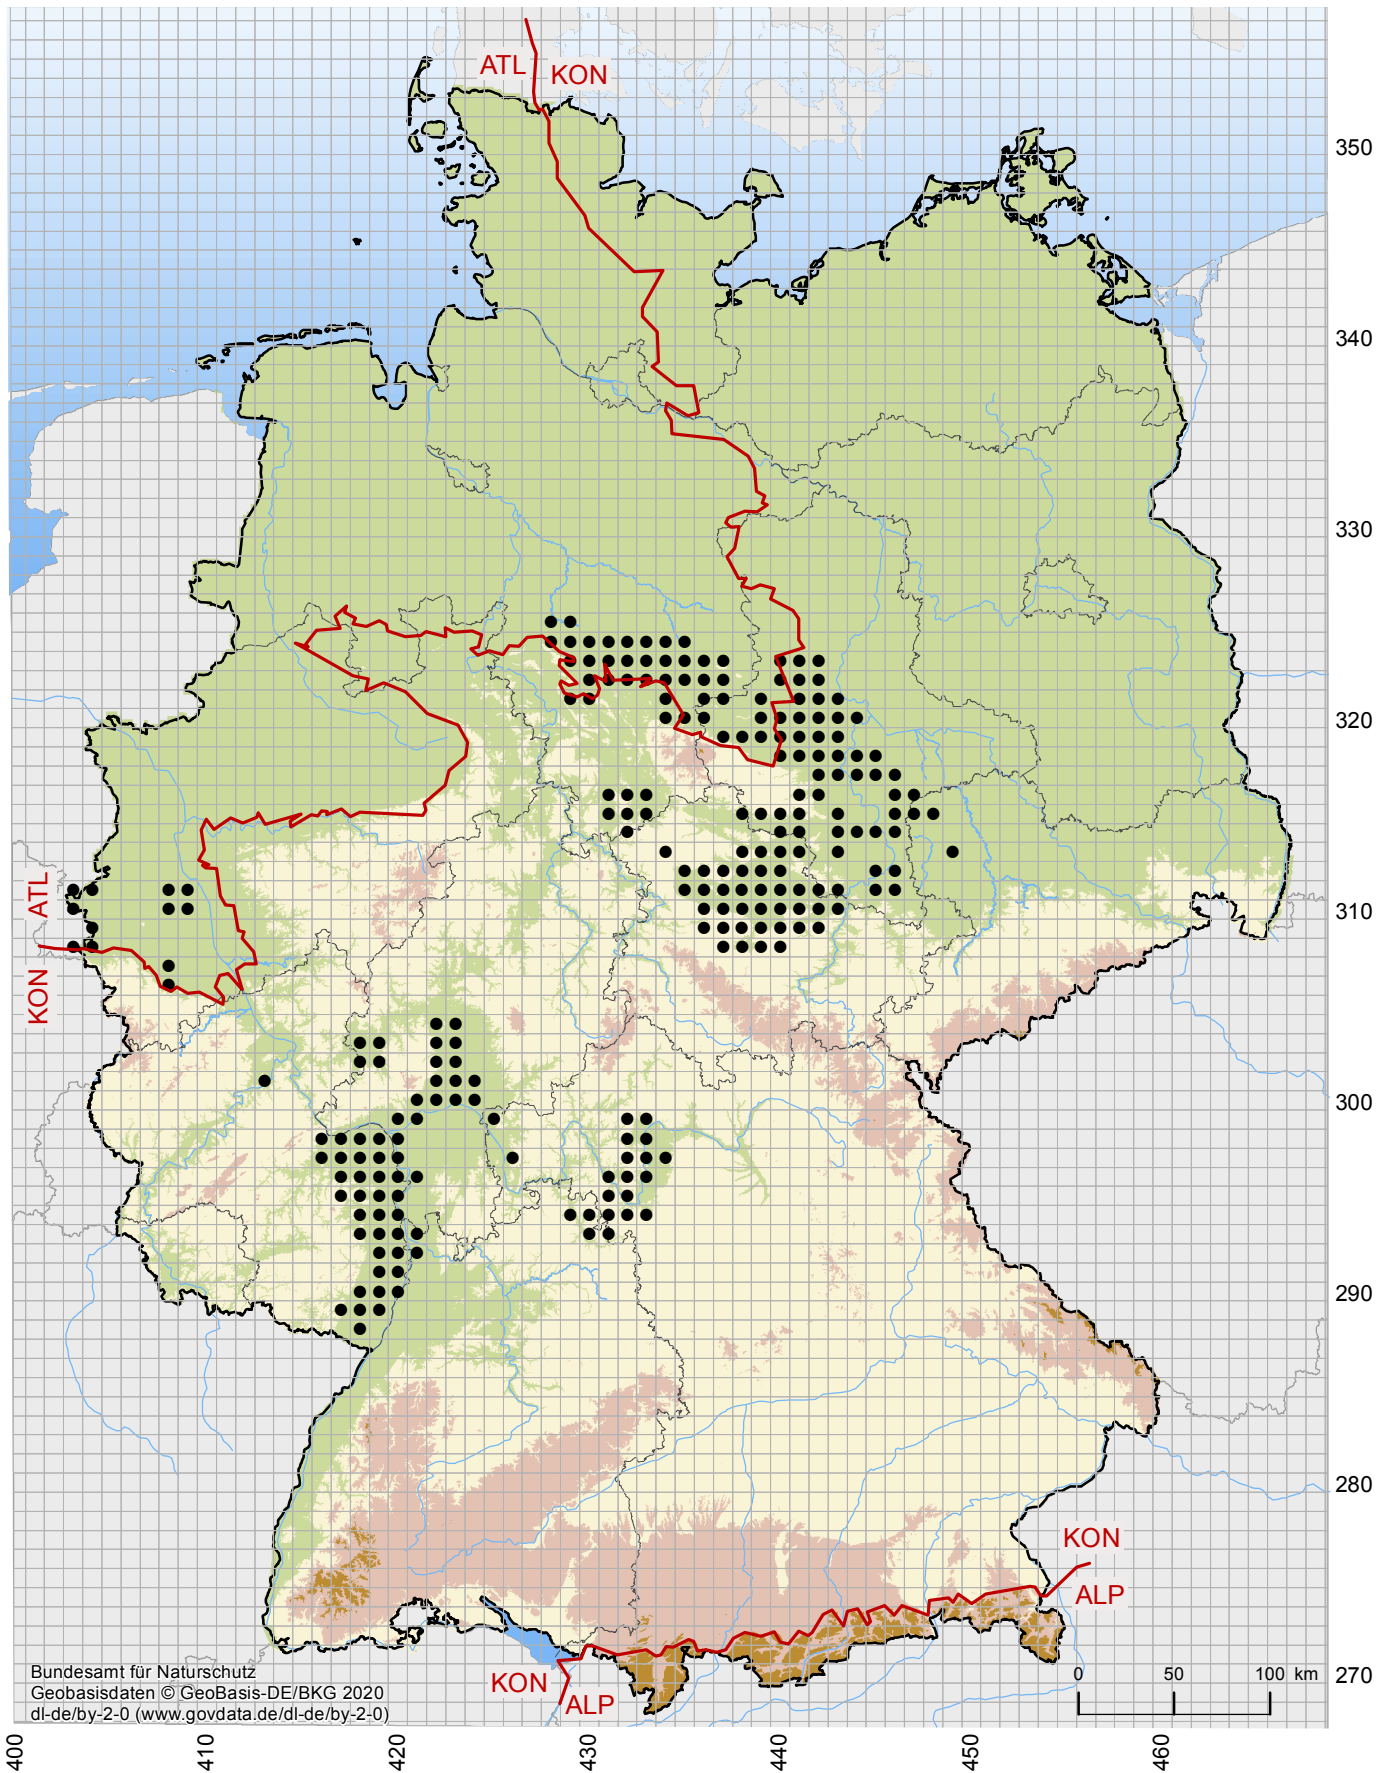 ATL
KON
350
340
330
320
ATL
310
KON
300
290
280
KON
ALP
Bundesamt für Naturschutz
Geobasisdaten © GeoBasis-DE/BKG 2020
dl-de/by-2-0 (www.govdata.de/dl-de/by-2-0)
KON
ALP
0 50 100 km
270
400 410 420 430 440 450 460